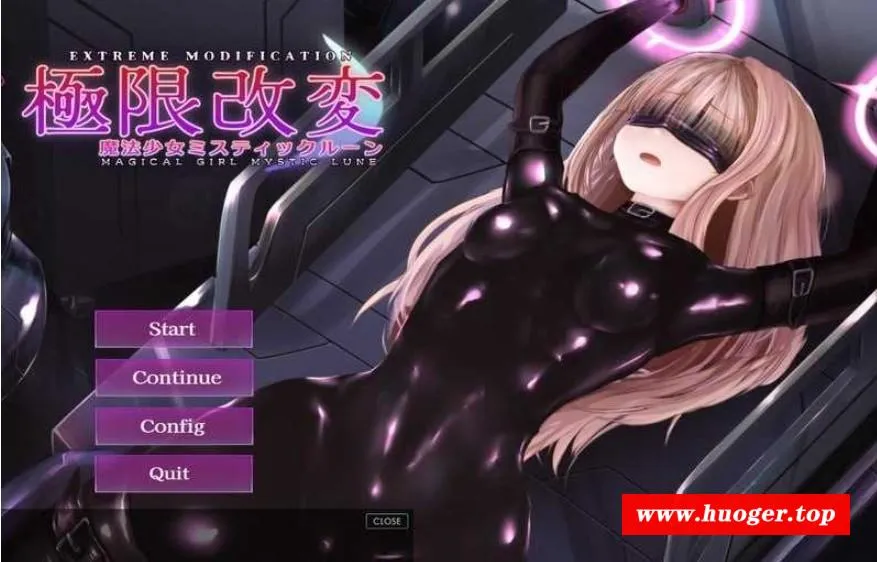 EXTREME MODIFICATION
極限改変
魔法少女ミスティックルーン
MAGICAL GIRL MYSTIC LUNE
Start
Continue
Config
Quit
CLOSE
www.huoger.top